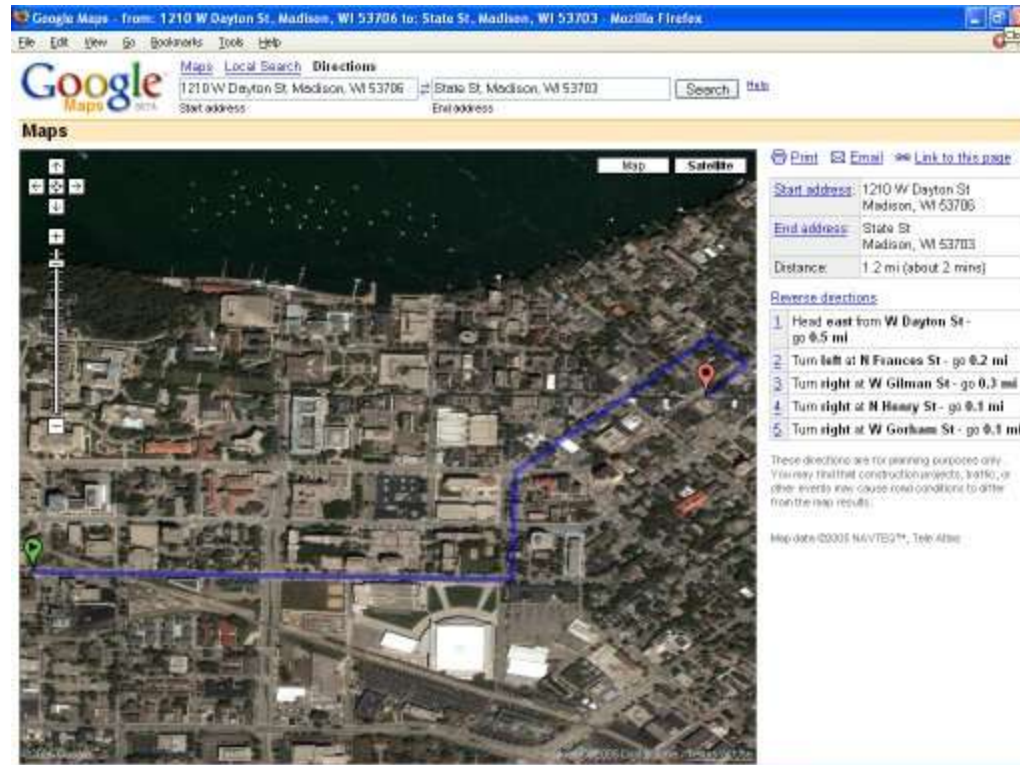 Google Maps - from: 1210 W Dayton St, Madison, WI 53706 to: State St, Madison, WI 53703 - Mozilla Firefox
File Edit View Go Bookmarks Tools Help
Clo
Google
Maps BETA
Maps Local Search Directions
1210 W Dayton St, Madison, WI 53706 State St, Madison, WI 53703 Search Help
Start address End address
Maps
Map Satellite
Print Email Link to this page
Start address: 1210 W Dayton St
Madison, WI 53706
End address: State St
Madison, WI 53703
Distance: 1.2 mi (about 2 mins)
Reverse directions
1. Head east from W Dayton St -
go 0.5 mi
2. Turn left at N Frances St - go 0.2 mi
3. Turn right at W Gilman St - go 0.3 mi
4. Turn right at N Henry St - go 0.1 mi
5. Turn right at W Gorham St - go 0.1 mi
These directions are for planning purposes only.
You may find that construction projects, traffic, or
other events may cause road conditions to differ
from the map results.
Map data ©2005 NAVTEQ™, Tele Atlas